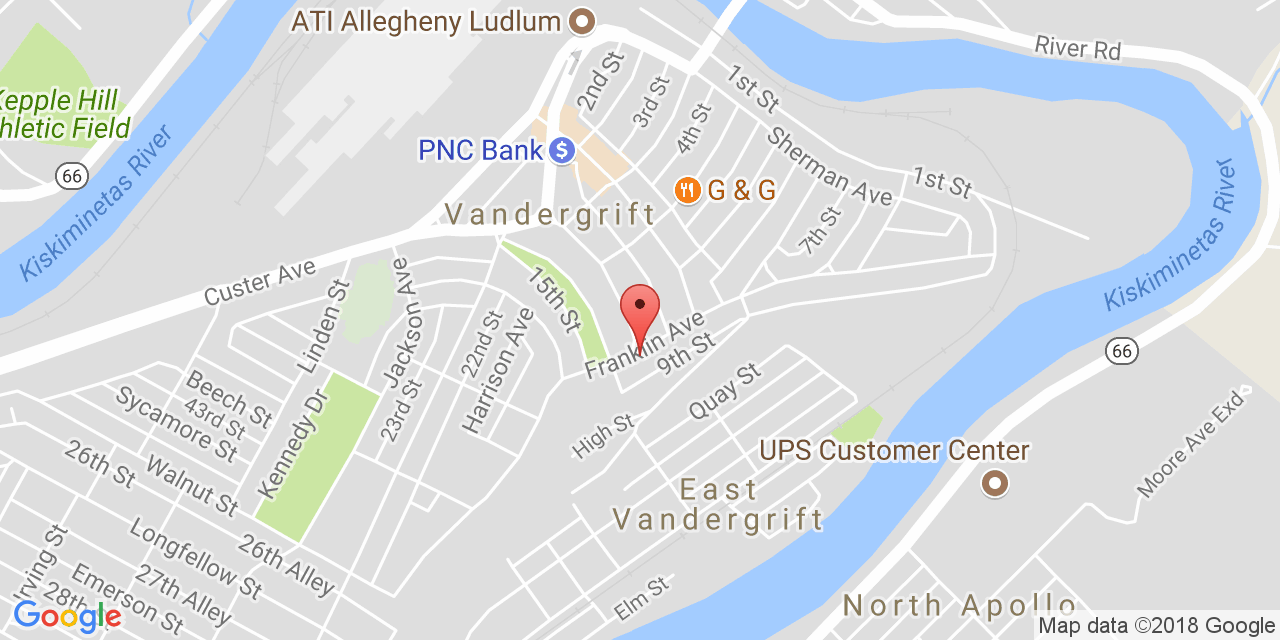 ATI Allegheny Ludlum
River Rd
2nd St
3rd St
1st St
4th St
Kepple Hill
thletic Field
Kiskiminetas River
66
PNC Bank
$
Sherman Ave
G & G
1st St
Vandergrift
7th St
Kiskiminetas River
Custer Ave
15th St
Linden St
Jackson Ave
22nd St
Harrison Ave
Franklin Ave
9th St
66
Beech St
43rd St
Sycamore St
Kennedy Dr
23rd St
Quay St
High St
Moore Ave Exd
26th St
Walnut St
UPS Customer Center
East
Vandergrift
Longfellow St
26th Alley
Irving St
27th Alley
Emerson St
28th
Elm St
North Apollo
Google
Map data ©2018 Google